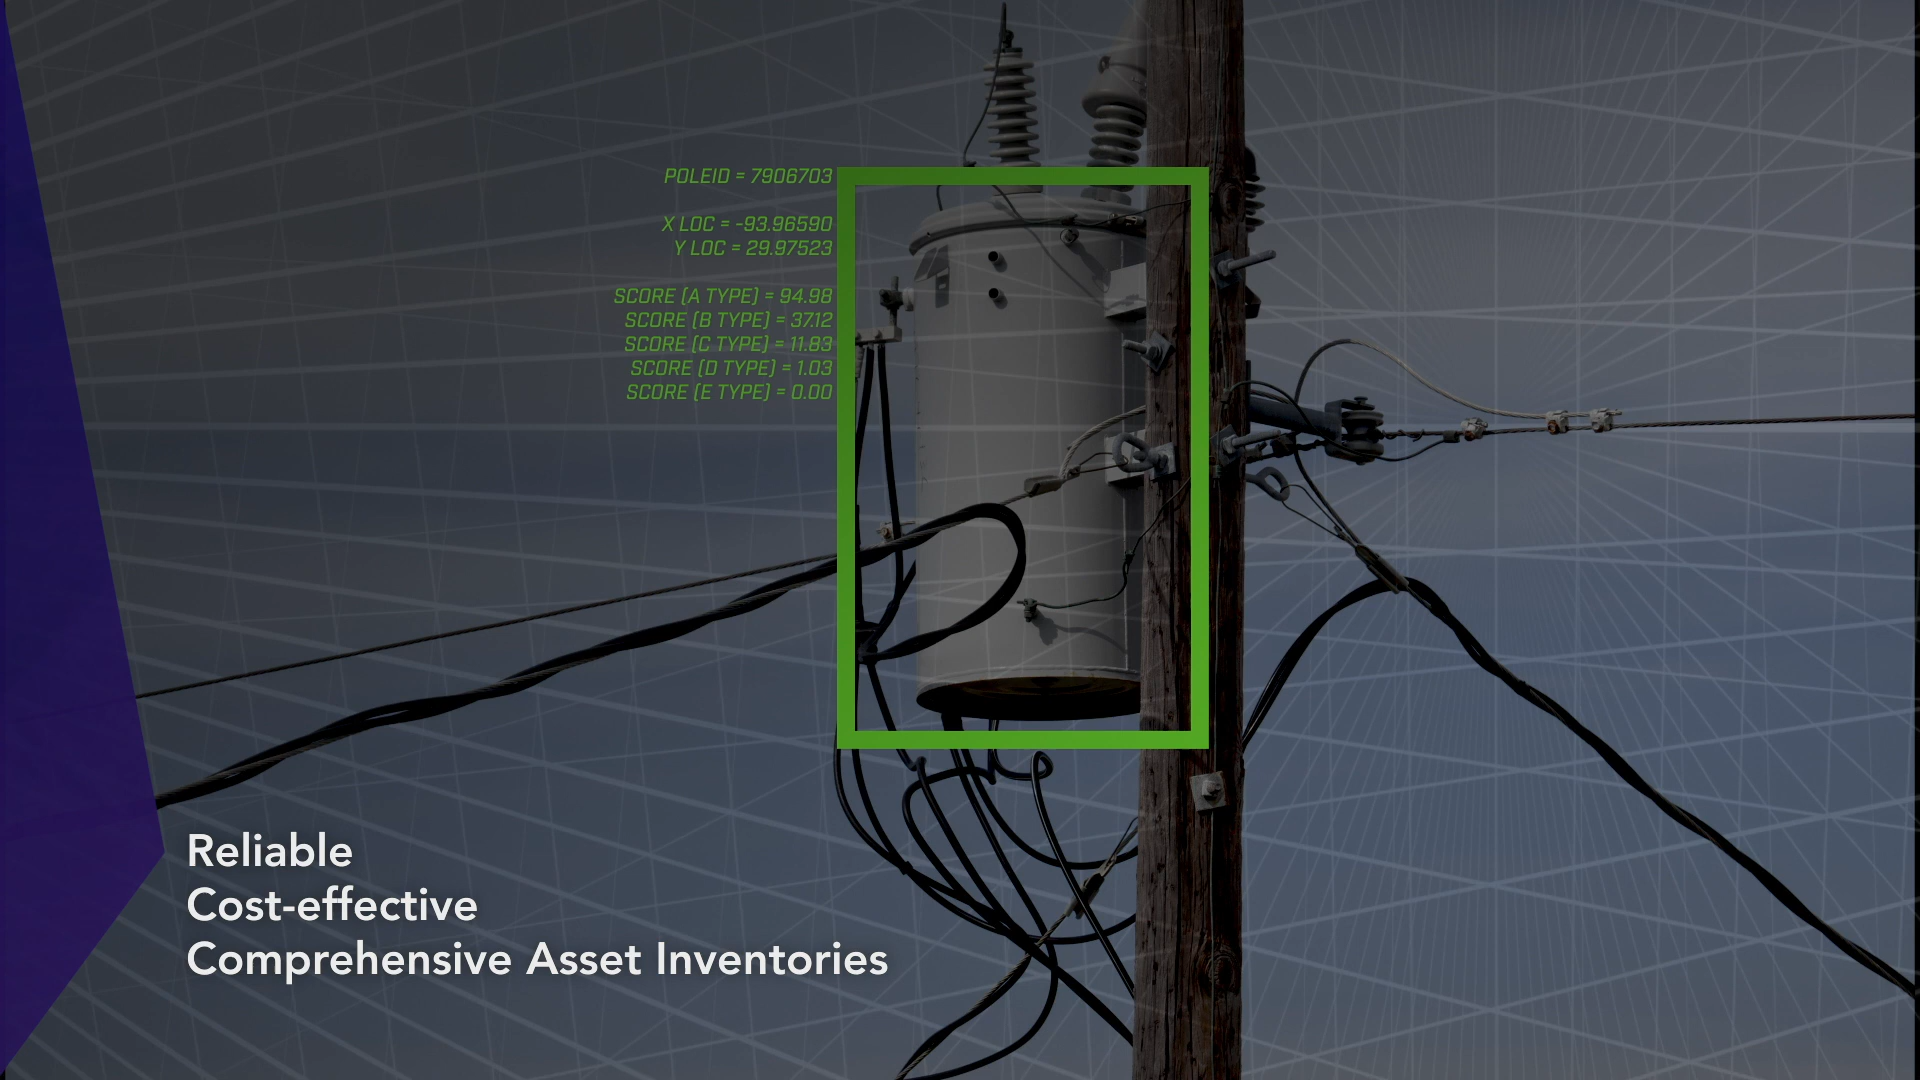 POLEID = 7906703
X LOC = -93.96590
Y LOC = 29.97523
SCORE (A TYPE) = 94.98
SCORE (B TYPE) = 37.12
SCORE (C TYPE) = 11.83
SCORE (D TYPE) = 1.03
SCORE (E TYPE) = 0.00
Reliable
Cost-effective
Comprehensive Asset Inventories